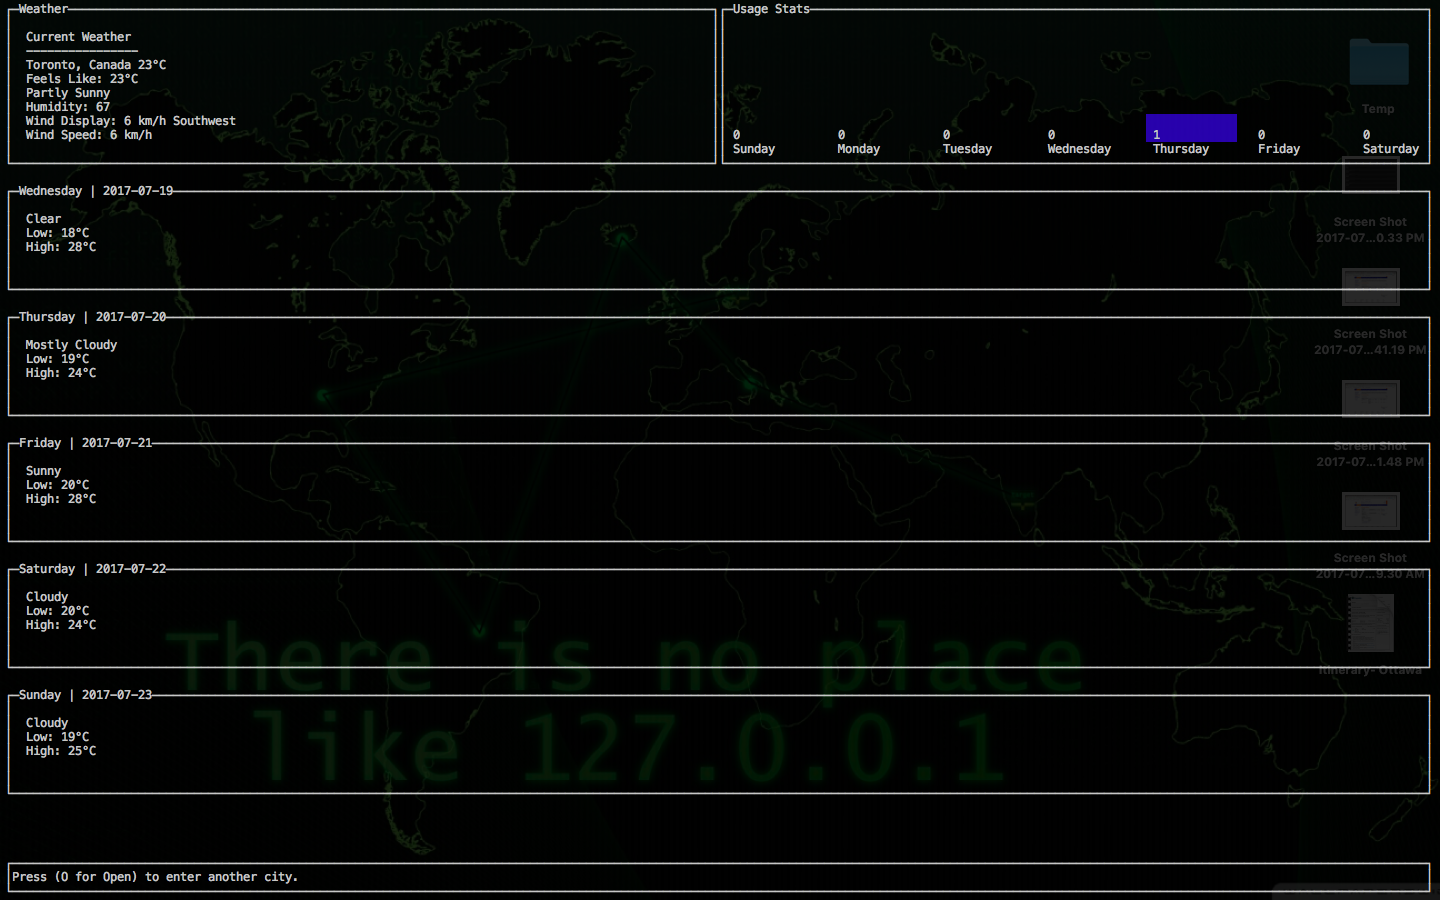 Weather
Current Weather
----------------
Toronto, Canada 23°C
Feels Like: 23°C
Partly Sunny
Humidity: 67
Wind Display: 6 km/h Southwest
Wind Speed: 6 km/h
Usage Stats
0 0 0 0 1 0 0
Sunday Monday Tuesday Wednesday Thursday Friday Saturday
Temp
Wednesday | 2017-07-19
Clear
Low: 18°C
High: 28°C
Screen Shot
2017-07...0.33 PM
Thursday | 2017-07-20
Mostly Cloudy
Low: 19°C
High: 24°C
Screen Shot
2017-07...41.19 PM
Friday | 2017-07-21
Sunny
Low: 20°C
High: 28°C
Screen Shot
2017-07...1.48 PM
Saturday | 2017-07-22
Cloudy
Low: 20°C
High: 24°C
Screen Shot
2017-07...9.30 AM
Itinerary- Ottawa
There is no place
like 127.0.0.1
Sunday | 2017-07-23
Cloudy
Low: 19°C
High: 25°C
Press (O for Open) to enter another city.